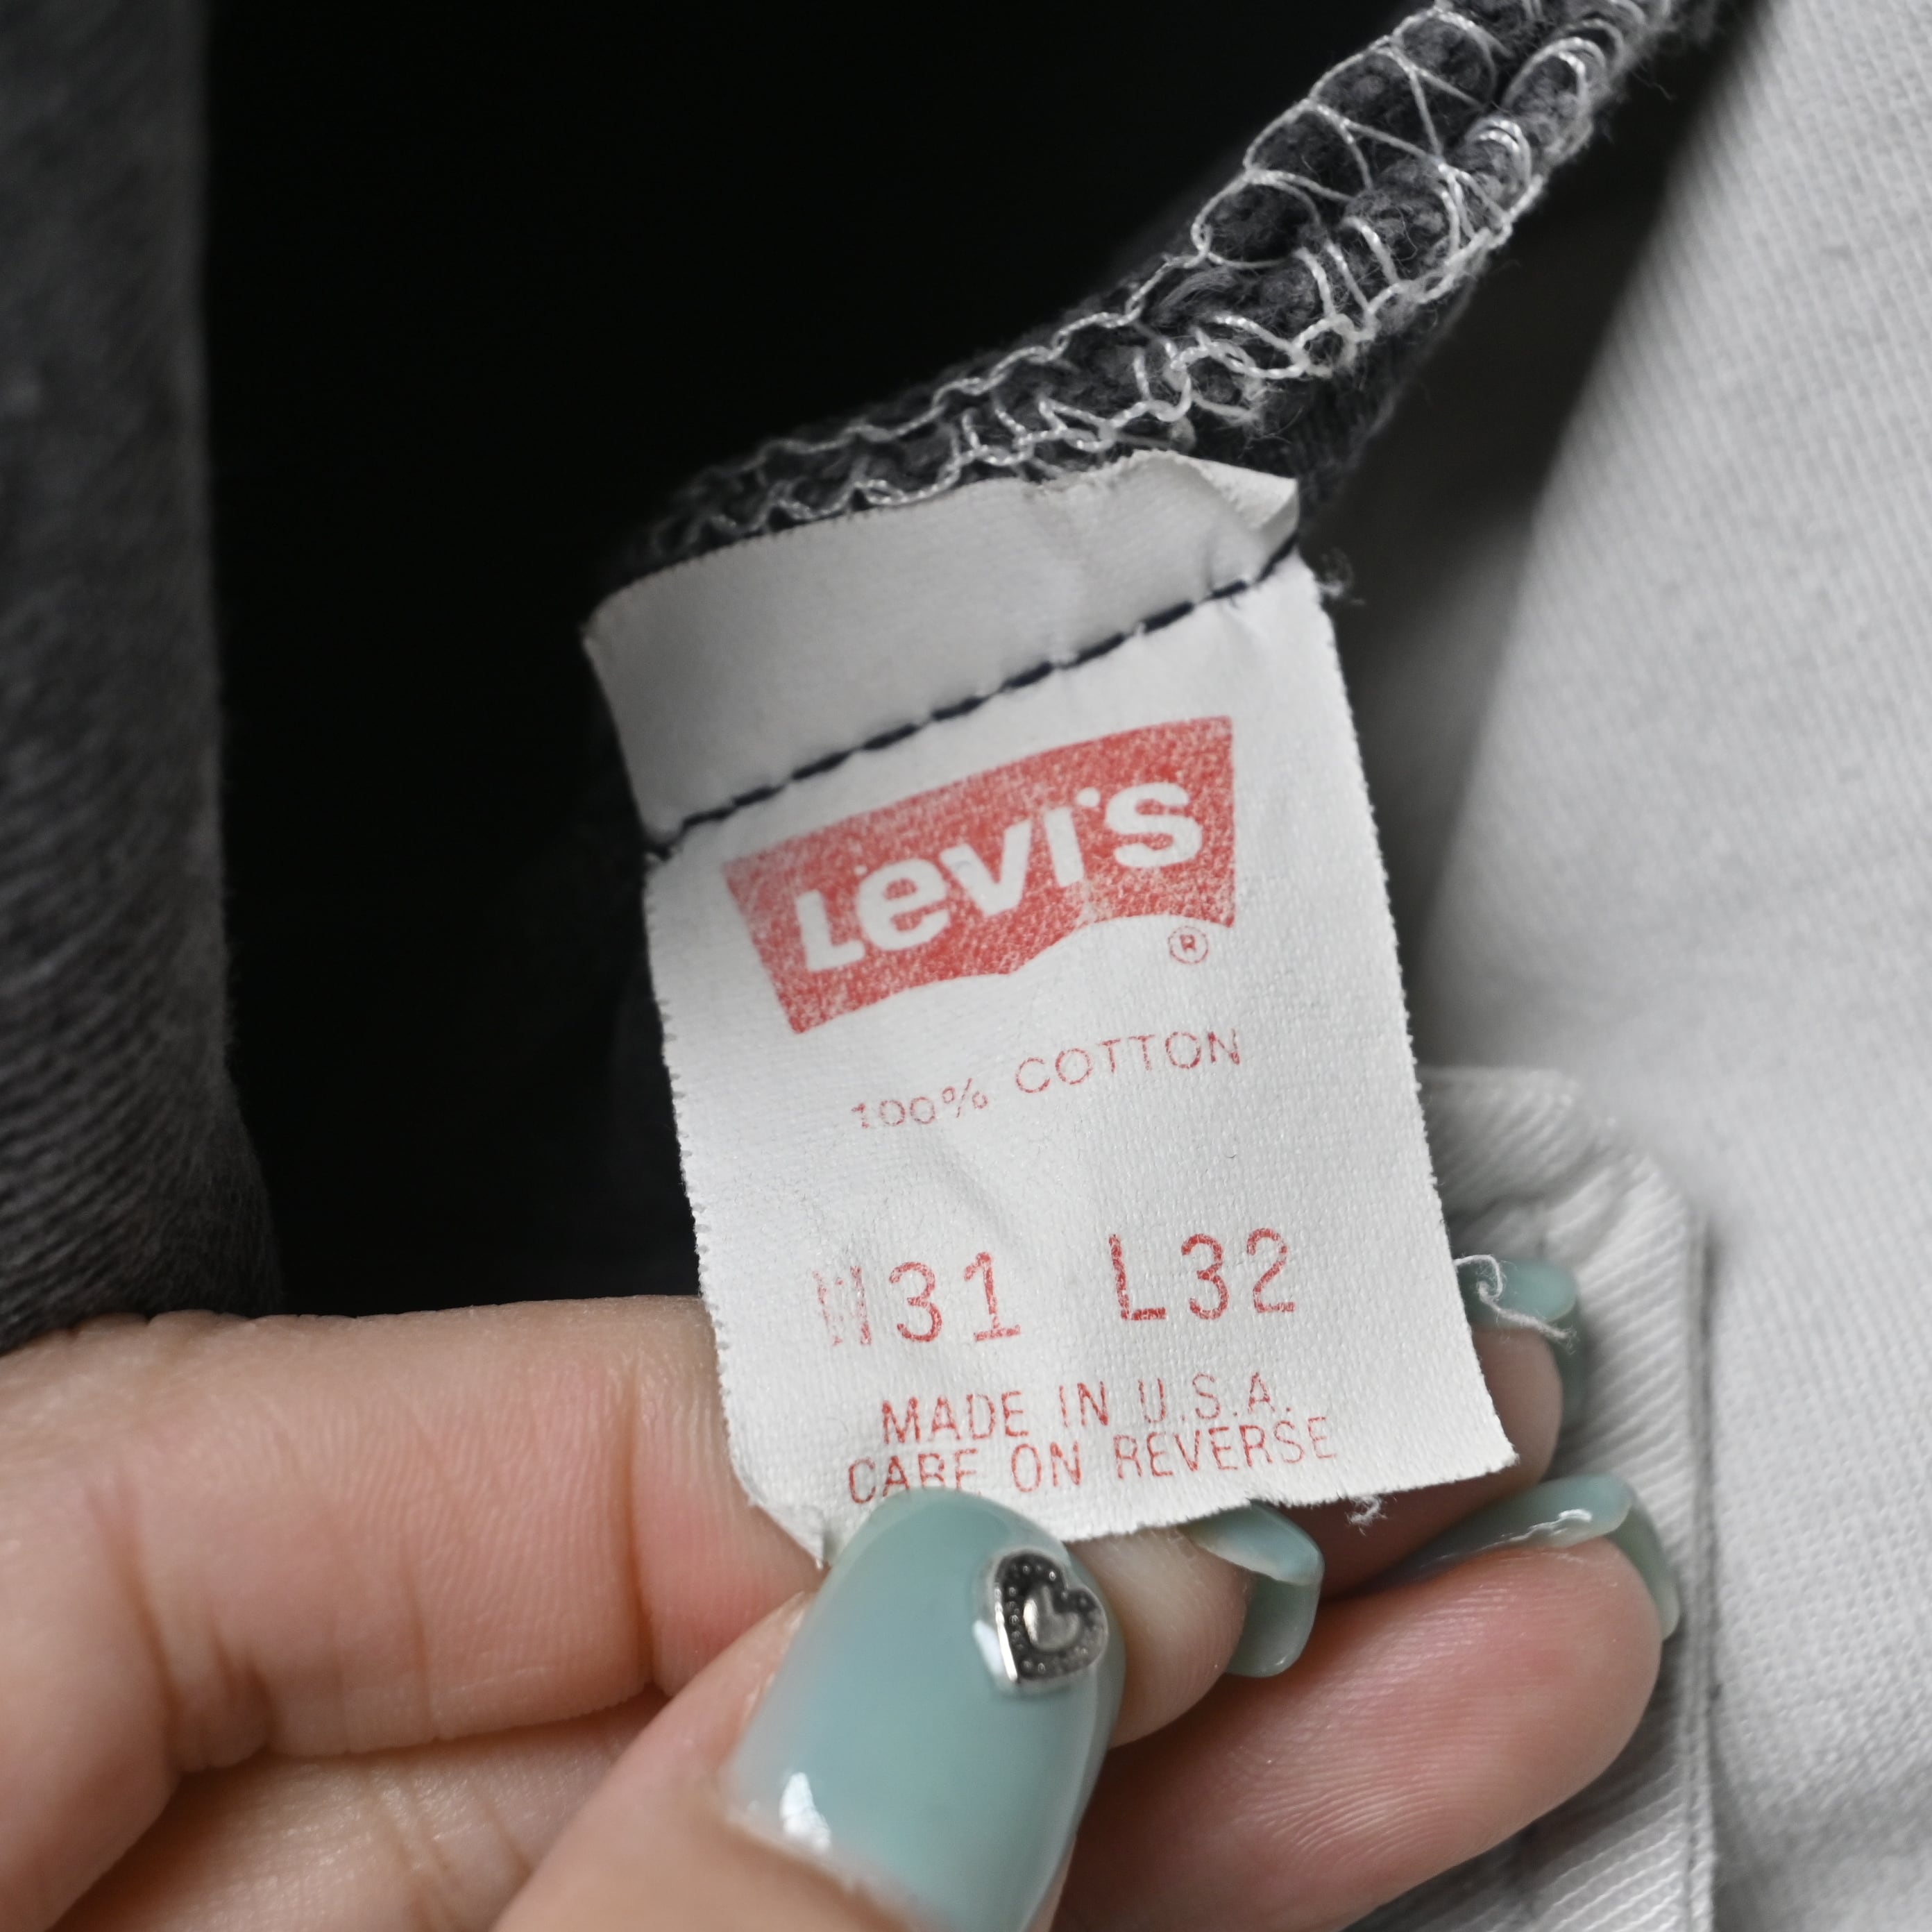 Levi's
®
100% COTTON
W31 L32
MADE IN U.S.A.
CARE ON REVERSE